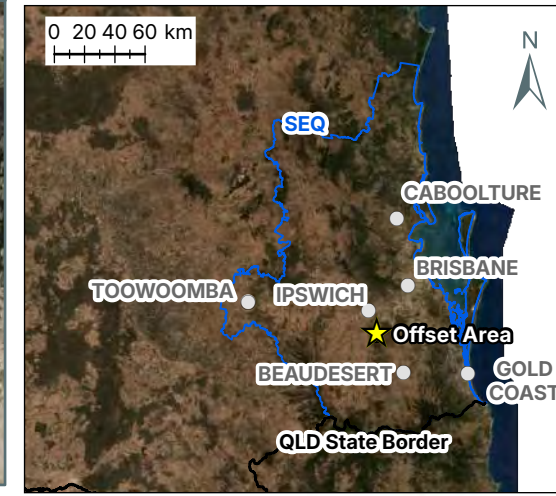 0 20 40 60 km
N
SEQ
CABOOLTURE
BRISBANE
TOOWOOMBA
IPSWICH
Offset Area
BEAUDESERT
GOLD
COAST
QLD State Border